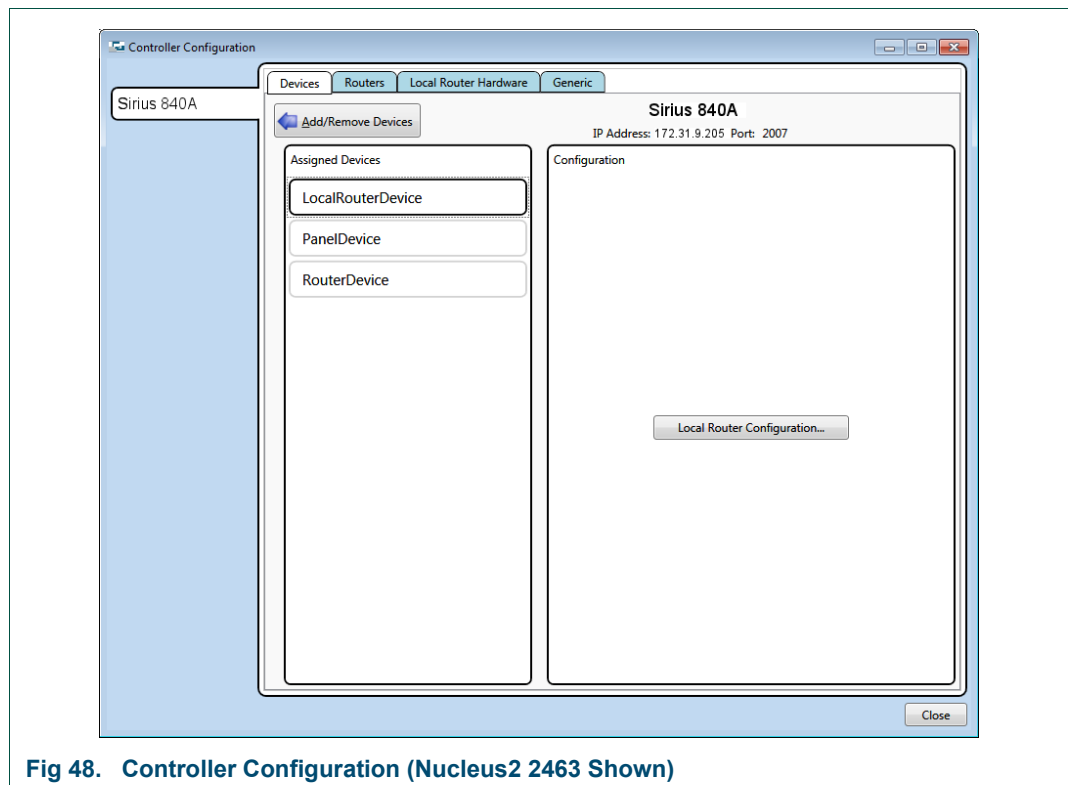 Controller Configuration
Devices
Routers
Local Router Hardware
Generic
Sirius 840A
Add/Remove Devices
Sirius 840A
IP Address: 172.31.9.205 Port: 2007
Assigned Devices
Configuration
LocalRouterDevice
PanelDevice
RouterDevice
Local Router Configuration...
Close
Fig 48. Controller Configuration (Nucleus2 2463 Shown)